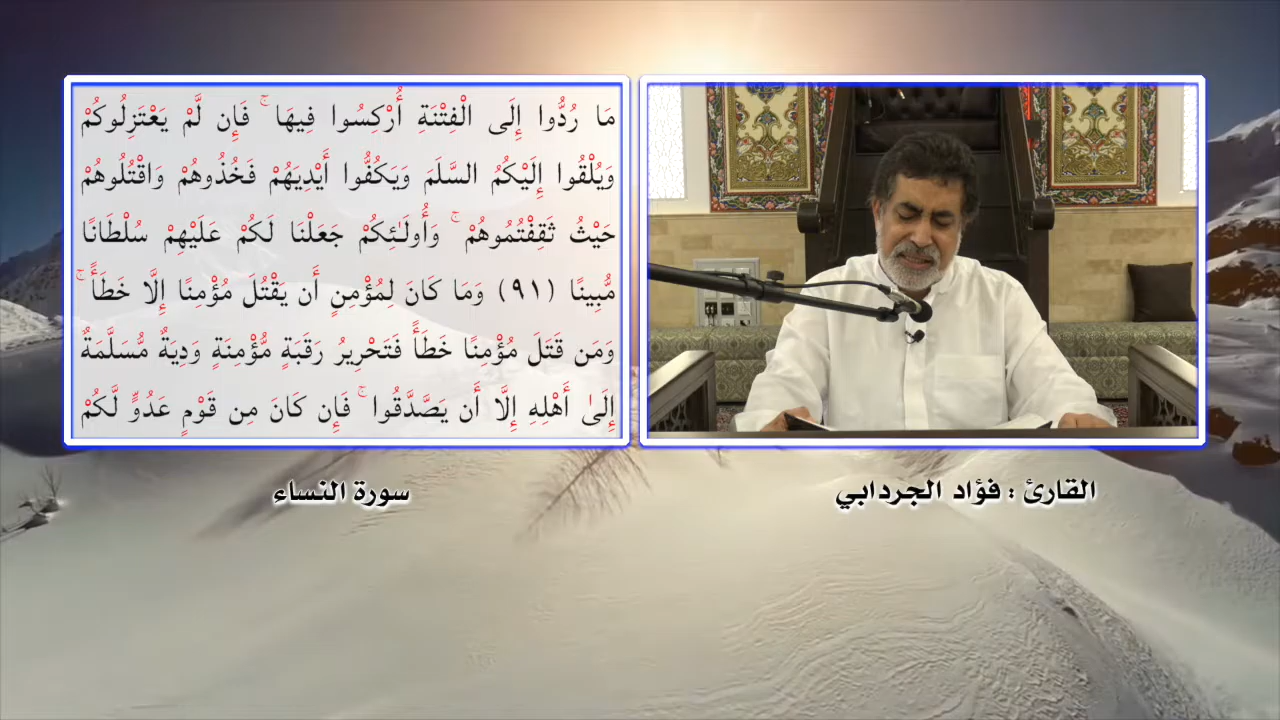 مَا رُدُّوا إِلَى الْفِتْنَةِ أُرْكِسُوا فِيهَا ۚ فَإِن لَّمْ يَعْتَزِلُوكُمْ
وَيُلْقُوا إِلَيْكُمُ السَّلَمَ وَيَكُفُّوا أَيْدِيَهُمْ فَخُذُوهُمْ وَاقْتُلُوهُمْ
حَيْثُ ثَقِفْتُمُوهُمْ ۚ وَأُولَـٰئِكُمْ جَعَلْنَا لَكُمْ عَلَيْهِمْ سُلْطَانًا
مُّبِينًا (٩١) وَمَا كَانَ لِمُؤْمِنٍ أَن يَقْتُلَ مُؤْمِنًا إِلَّا خَطَأً ۚ
وَمَن قَتَلَ مُؤْمِنًا خَطَأً فَتَحْرِيرُ رَقَبَةٍ مُّؤْمِنَةٍ وَدِيَةٌ مُّسَلَّمَةٌ
إِلَىٰ أَهْلِهِ إِلَّا أَن يَصَّدَّقُوا ۚ فَإِن كَانَ مِن قَوْمٍ عَدُوٍّ لَّكُمْ
القارئ : فؤاد الجردابي
سورة النساء